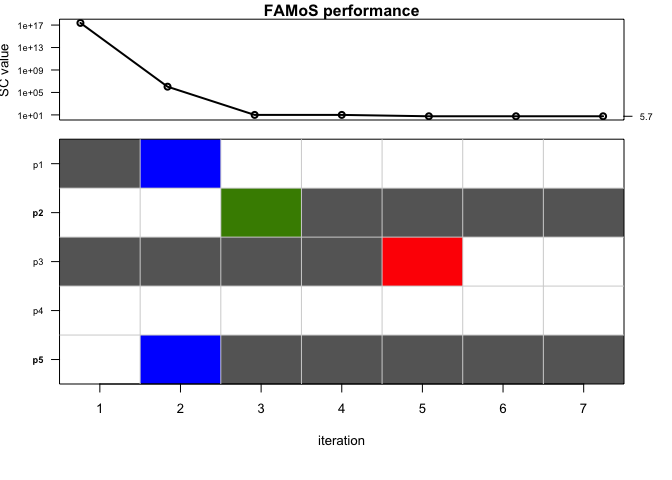 FAMoS performance
SC value
1e+17
1e+13
1e+09
1e+05
1e+01
5.7
p1
p2
p3
p4
p5
1 2 3 4 5 6 7
iteration